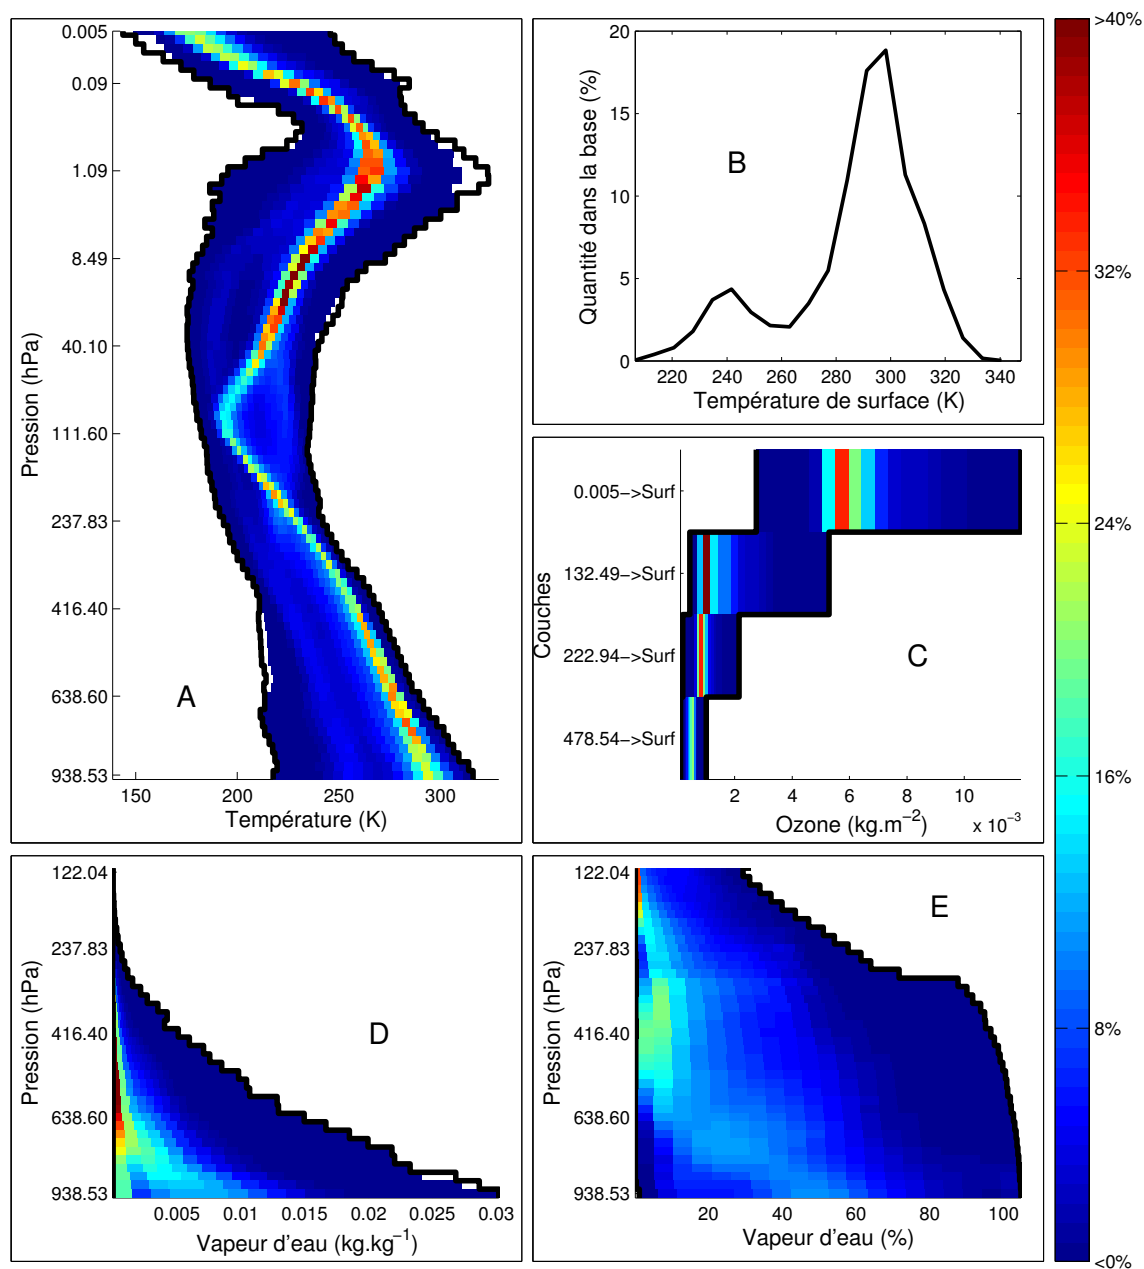 0.005
0.09
1.09
8.49
40.10
111.60
237.83
416.40
638.60
938.53
Pression (hPa)
A
150 200 250 300
Température (K)
20
15
10
5
0
Quantité dans la base (%)
B
220 240 260 280 300 320 340
Température de surface (K)
0.005−>Surf
132.49−>Surf
222.94−>Surf
478.54−>Surf
Couches
C
2 4 6 8 10
Ozone (kg.m−2)
x 10−3
122.04
237.83
416.40
638.60
938.53
Pression (hPa)
D
0.005 0.01 0.015 0.02 0.025 0.03
Vapeur d'eau (kg.kg−1)
122.04
237.83
416.40
638.60
938.53
Pression (hPa)
E
20 40 60 80 100
Vapeur d'eau (%)
>40%
32%
24%
16%
8%
<0%